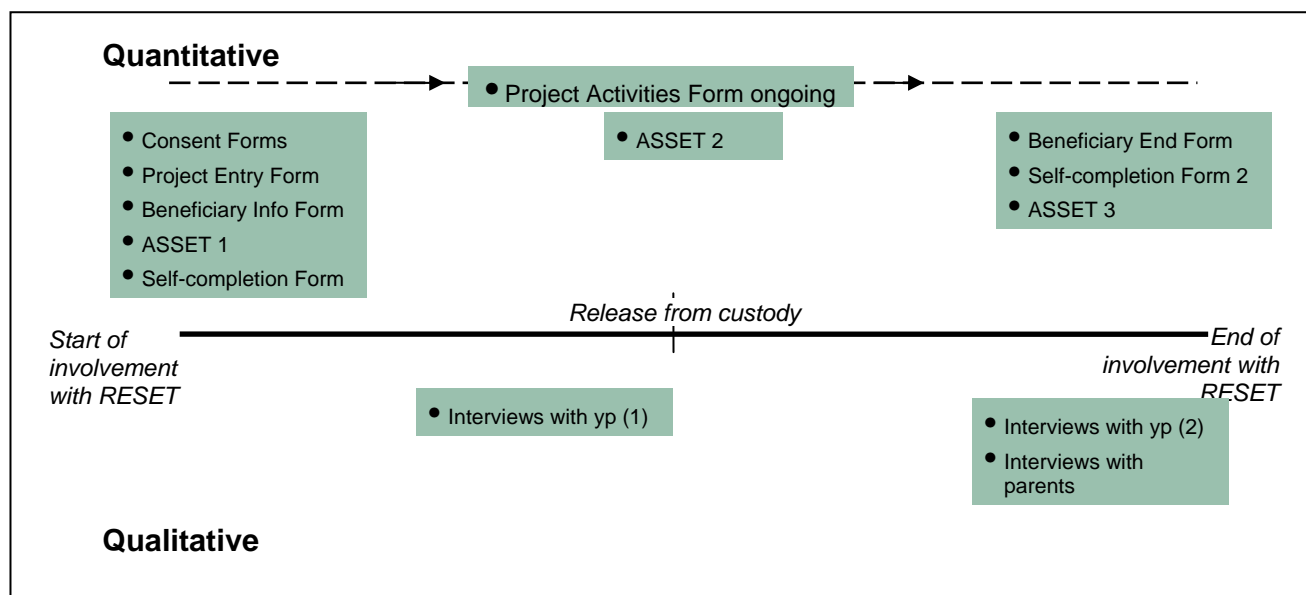 Quantitative
• Project Activities Form ongoing
• Consent Forms
• Project Entry Form
• Beneficiary Info Form
• ASSET 1
• Self-completion Form
• ASSET 2
• Beneficiary End Form
• Self-completion Form 2
• ASSET 3
Release from custody
Start of
involvement
with RESET
End of
involvement with
RESET
• Interviews with yp (1)
• Interviews with yp (2)
• Interviews with
parents
Qualitative